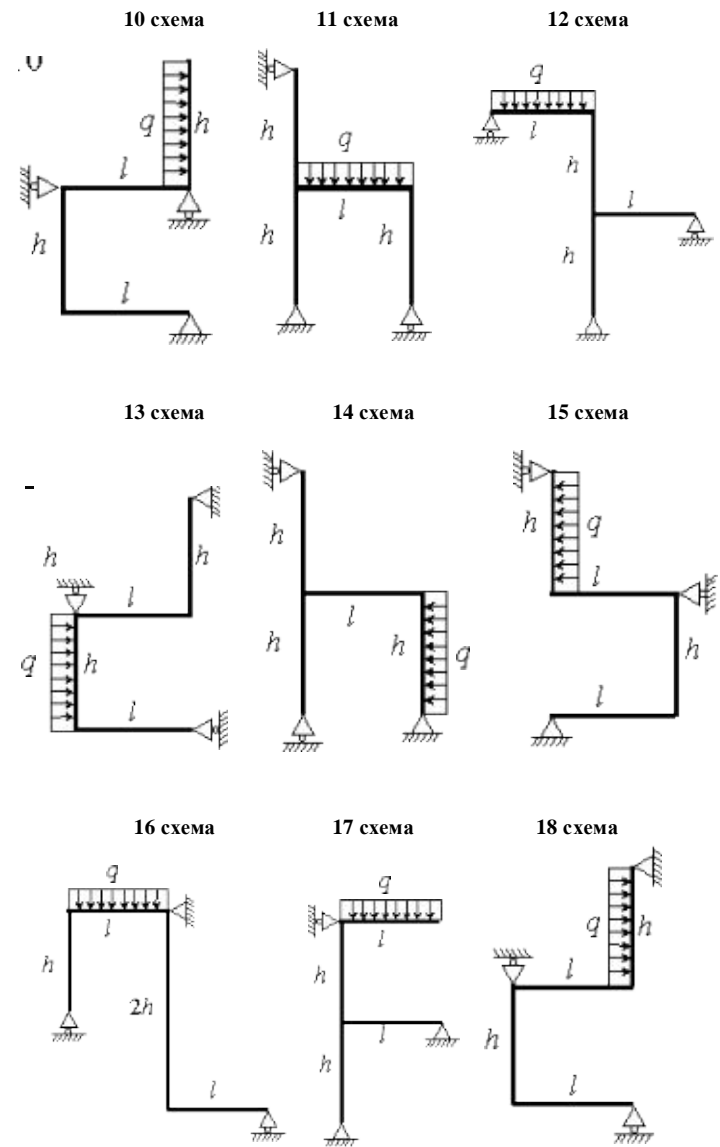 10 схема 11 схема 12 схема
q h l h l
h q l h h
q l h l h
13 схема 14 схема 15 схема
h l h q h l
h h l h q
h q l h l
16 схема 17 схема 18 схема
q l h 2h l
q l h l h
q h l h l